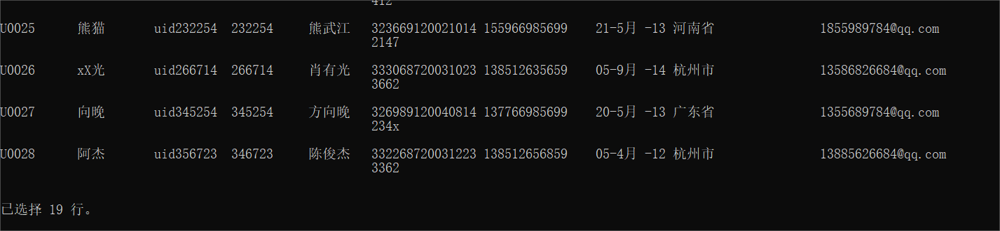 412
U0025 熊猫 uid232254 232254 熊武江 323669120021014 155966985699 21-5月 -13 河南省 1855989784@qq.com
2147
U0026 xX光 uid266714 266714 肖有光 333068720031023 138512635659 05-9月 -14 杭州市 13586826684@qq.com
3662
U0027 向晚 uid345254 345254 方向晚 326989120040814 137766985699 20-5月 -13 广东省 1355689784@qq.com
234x
U0028 阿杰 uid356723 346723 陈俊杰 332268720031223 138512656859 05-4月 -12 杭州市 13885626684@qq.com
3362
已选择 19 行。